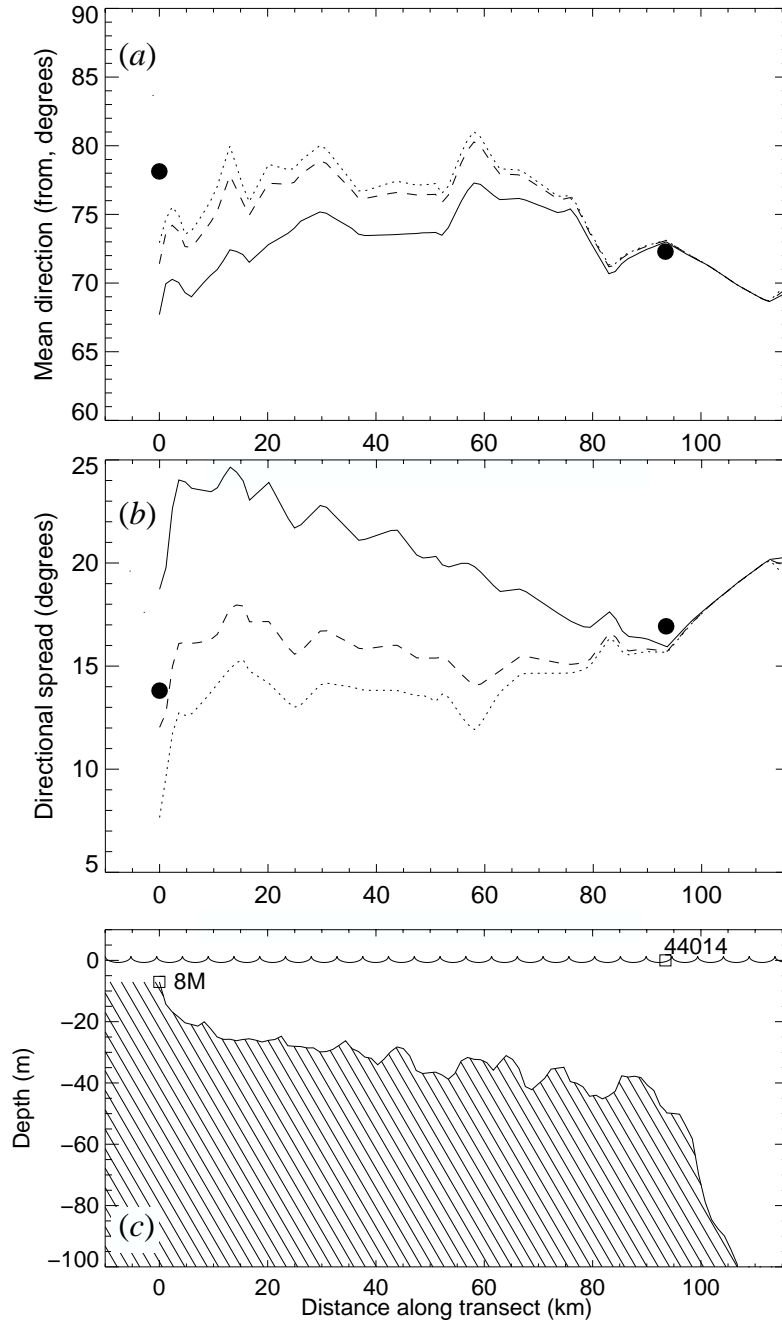 90
85
80
75
70
65
60
Mean direction (from, degrees)
(a)
0 20 40 60 80 100
25
20
15
10
5
Directional spread (degrees)
(b)
0 20 40 60 80 100
0
−20
−40
−60
−80
−100
Depth (m)
44014
8M
(c)
0 20 40 60 80 100
Distance along transect (km)